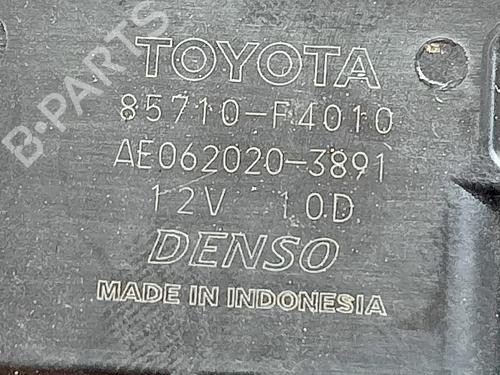 TOYOTA
85710-F4010
AE062020-3891
12V 10D
DENSO
MADE IN INDONESIA
B-PARTS